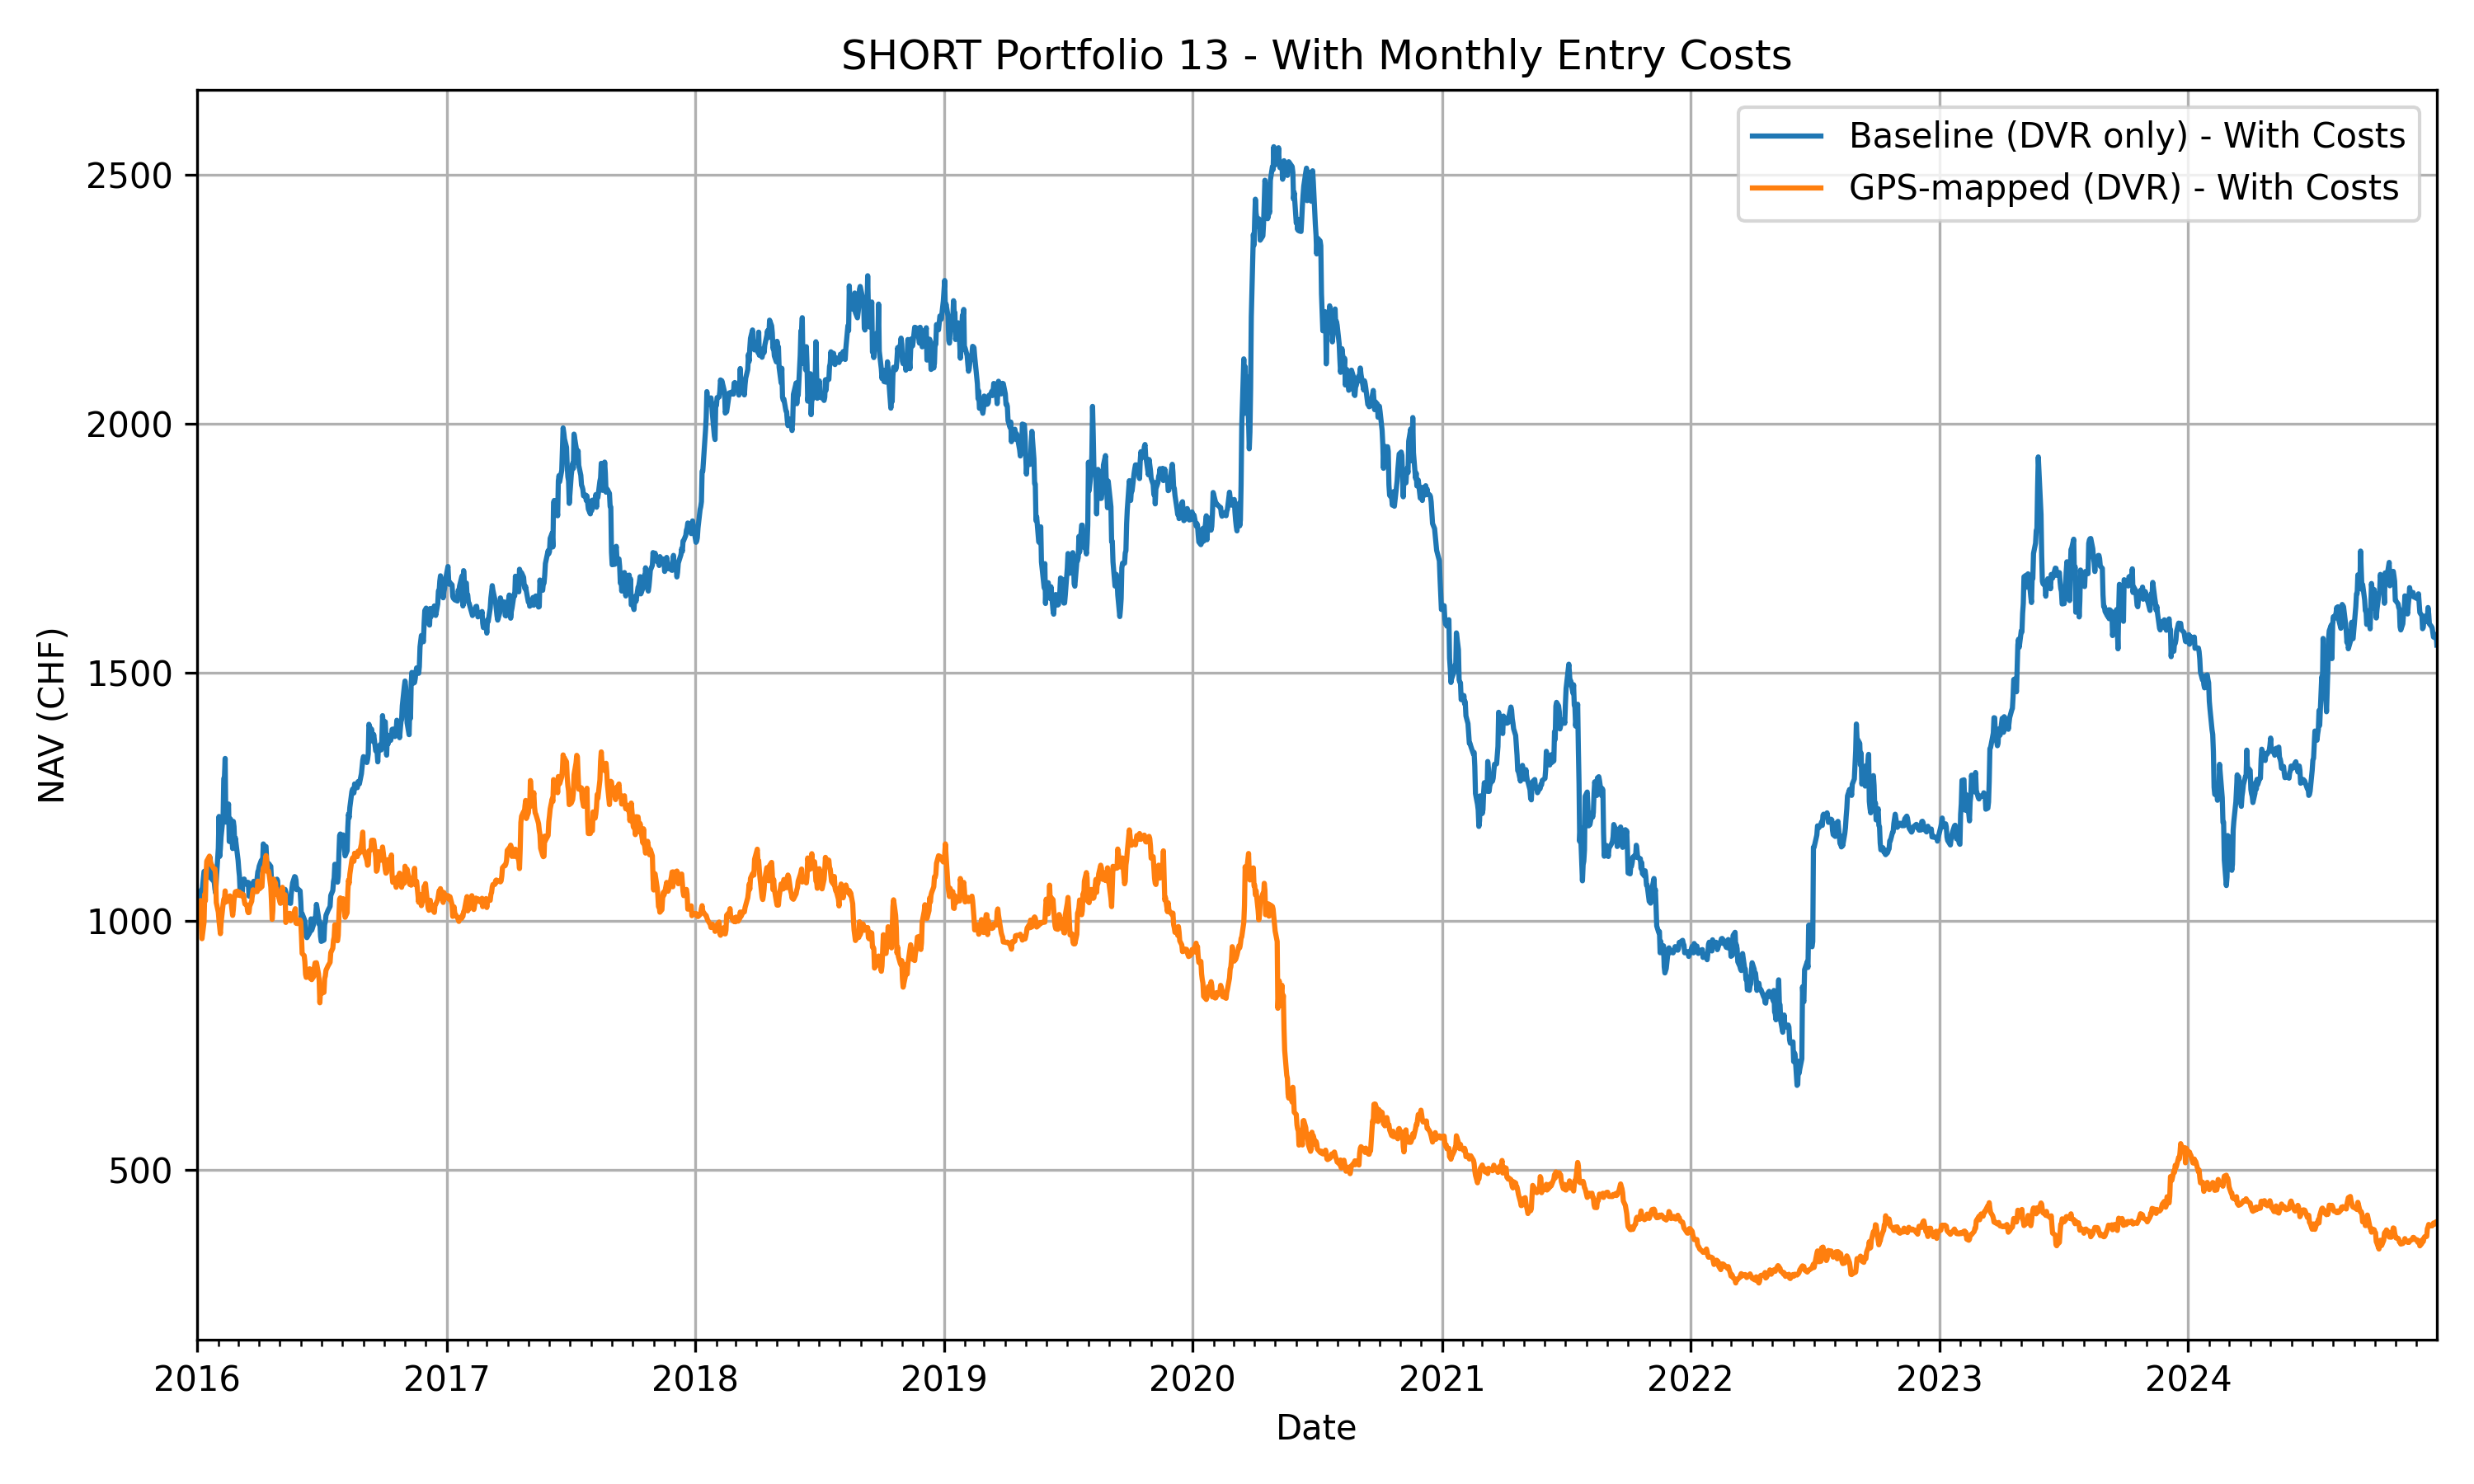 SHORT Portfolio 13 - With Monthly Entry Costs
Baseline (DVR only) - With Costs
GPS-mapped (DVR) - With Costs
NAV (CHF)
2500
2000
1500
1000
500
2016 2017 2018 2019 2020 2021 2022 2023 2024
Date